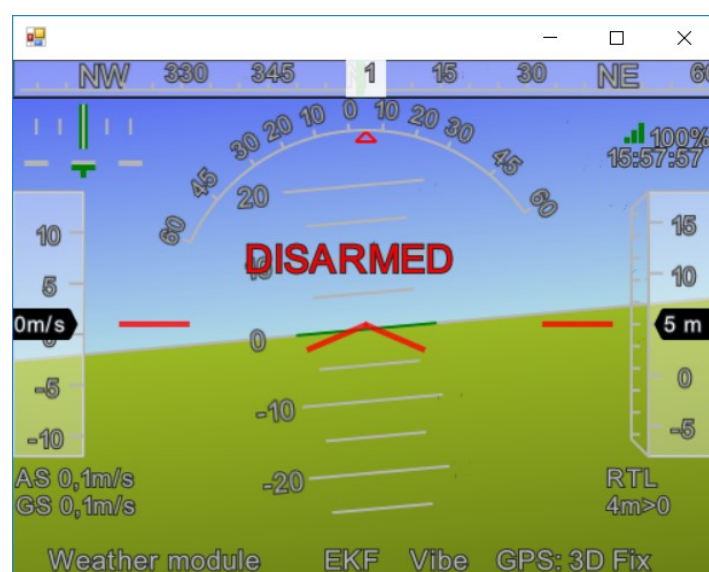 NW 330 345 1 15 30 NE 60
60 45 30 20 10 0 10 20 30 45 60
100%
15:57:57
20
DISARMED
10
0
-10
-20
10
5
0m/s
0
-5
-10
15
10
5 m
0
-5
AS 0,1m/s
GS 0,1m/s
RTL
4m>0
Weather module EKF Vibe GPS: 3D Fix